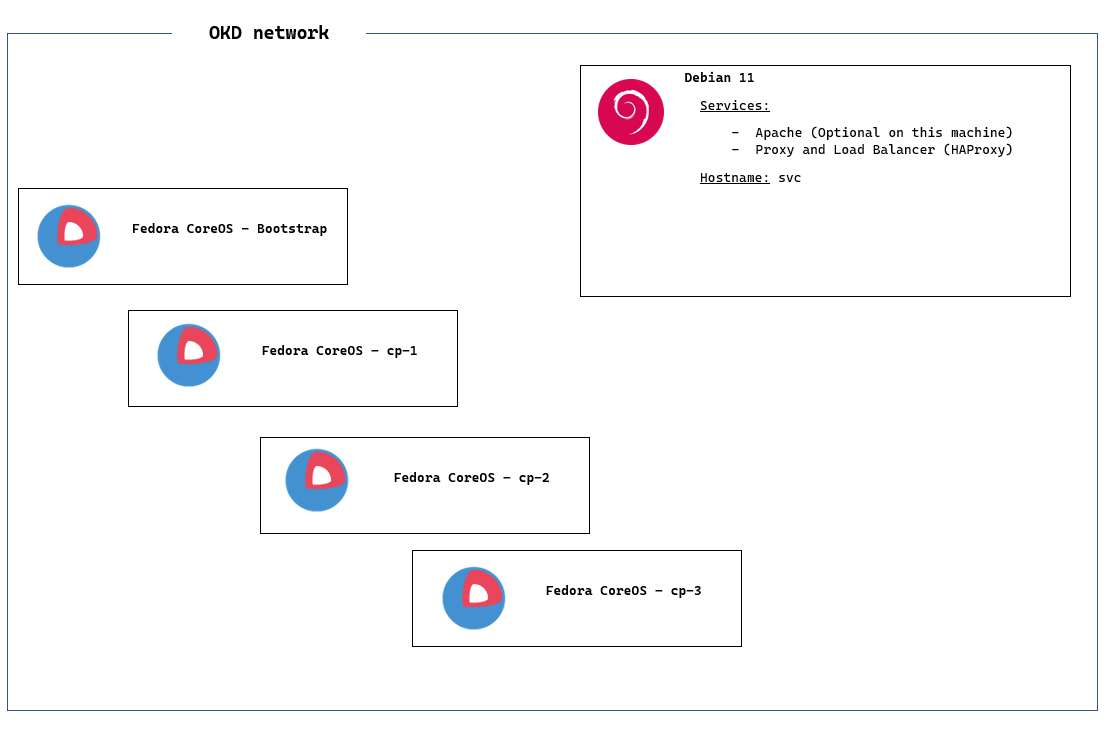 OKD network
Debian 11
Services:
- Apache (Optional on this machine)
- Proxy and Load Balancer (HAProxy)
Hostname: svc
Fedora CoreOS - Bootstrap
Fedora CoreOS - cp-1
Fedora CoreOS - cp-2
Fedora CoreOS - cp-3